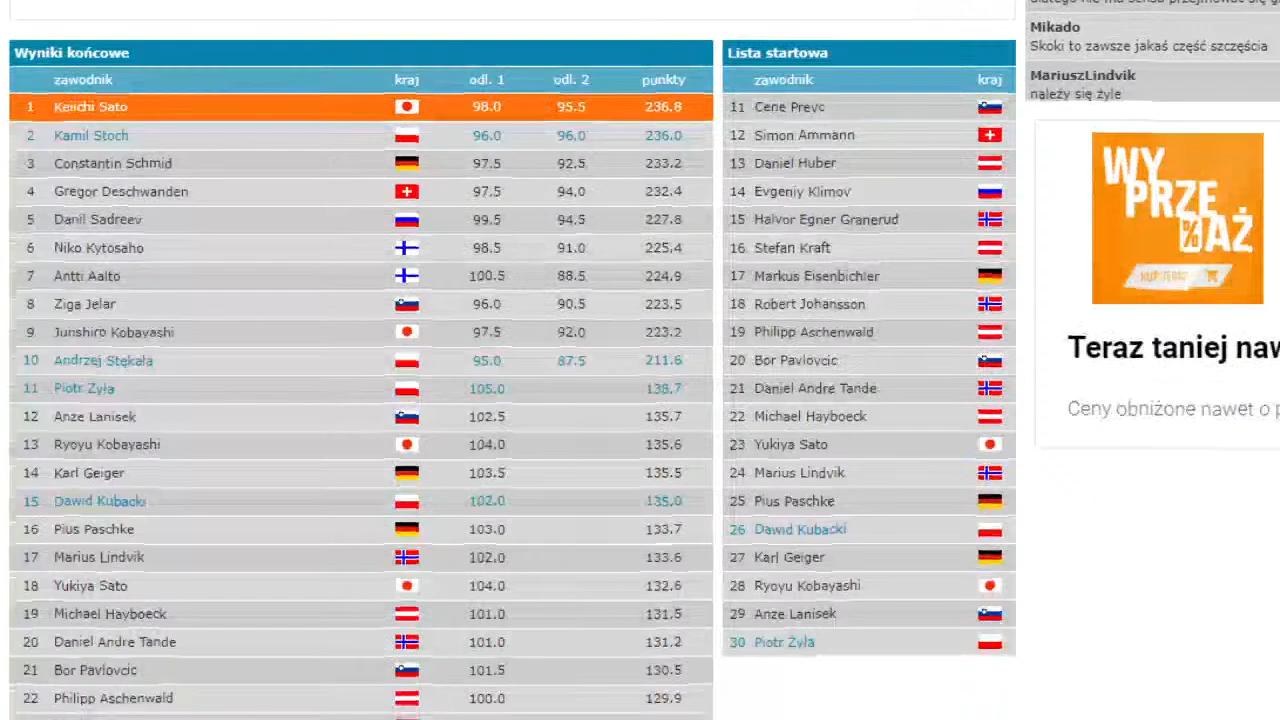 Mikado
Skoki to zawsze jakaś część szczęścia
MariuszLindvik
należy się żyle
Wyniki końcowe
zawodnik kraj odl. 1 odl. 2 punkty
1 Keiichi Sato 98.0 95.5 236.8
2 Kamil Stoch 96.0 96.0 236.0
3 Constantin Schmid 97.5 92.5 233.2
4 Gregor Deschwanden 97.5 94.0 232.4
5 Danil Sadreev 99.5 94.5 227.8
6 Niko Kytosaho 98.5 91.0 225.4
7 Antti Aalto 100.5 88.5 224.9
8 Ziga Jelar 96.0 90.5 223.5
9 Junshiro Kobayashi 97.5 92.0 223.2
10 Andrzej Stękała 95.0 87.5 211.6
11 Piotr Żyła 105.0 138.7
12 Anze Lanisek 102.5 135.7
13 Ryoyu Kobayashi 104.0 135.6
14 Karl Geiger 103.5 135.5
15 Dawid Kubacki 102.0 135.0
16 Pius Paschke 103.0 133.7
17 Marius Lindvik 102.0 133.6
18 Yukiya Sato 104.0 132.6
19 Michael Hayboeck 101.0 131.5
20 Daniel Andre Tande 101.0 131.2
21 Bor Pavlovcic 101.5 130.5
22 Philipp Aschenwald 100.0 129.9
Lista startowa
zawodnik kraj
11 Cene Prevc
12 Simon Ammann
13 Daniel Huber
14 Evgeniy Klimov
15 Halvor Egner Granerud
16 Stefan Kraft
17 Markus Eisenbichler
18 Robert Johansson
19 Philipp Aschenwald
20 Bor Pavlovcic
21 Daniel Andre Tande
22 Michael Hayboeck
23 Yukiya Sato
24 Marius Lindvik
25 Pius Paschke
26 Dawid Kubacki
27 Karl Geiger
28 Ryoyu Kobayashi
29 Anze Lanisek
30 Piotr Żyła
WY
PRZE
%AŻ
KUP TERAZ
Teraz taniej naw
Ceny obniżone nawet o p